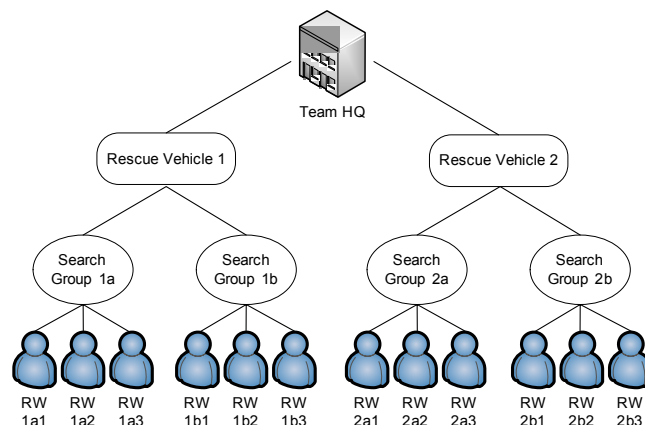 Team HQ
Rescue Vehicle 1
Rescue Vehicle 2
Search
Group 1a
Search
Group 1b
Search
Group 2a
Search
Group 2b
RW
1a1
RW
1a2
RW
1a3
RW
1b1
RW
1b2
RW
1b3
RW
2a1
RW
2a2
RW
2a3
RW
2b1
RW
2b2
RW
2b3